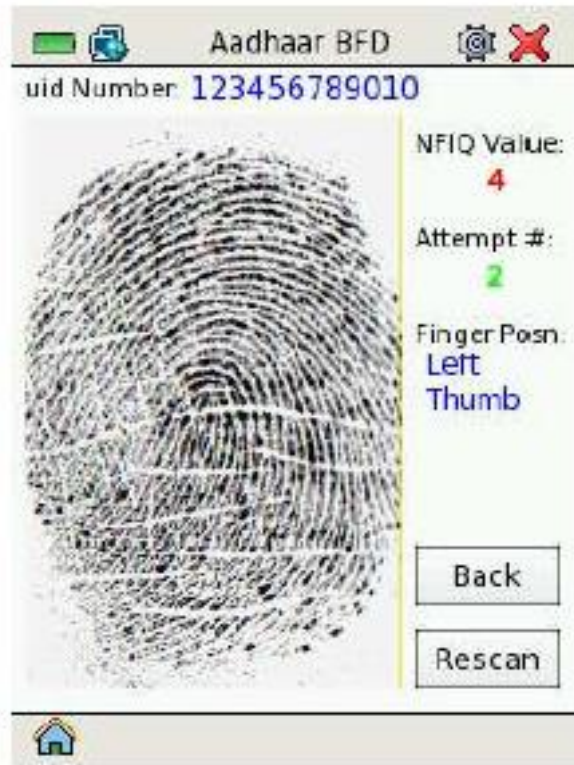 Aadhaar BFD
uid Number 123456789010
NFIQ Value:
4
Attempt #:
2
Finger Posn:
Left
Thumb
Back
Rescan